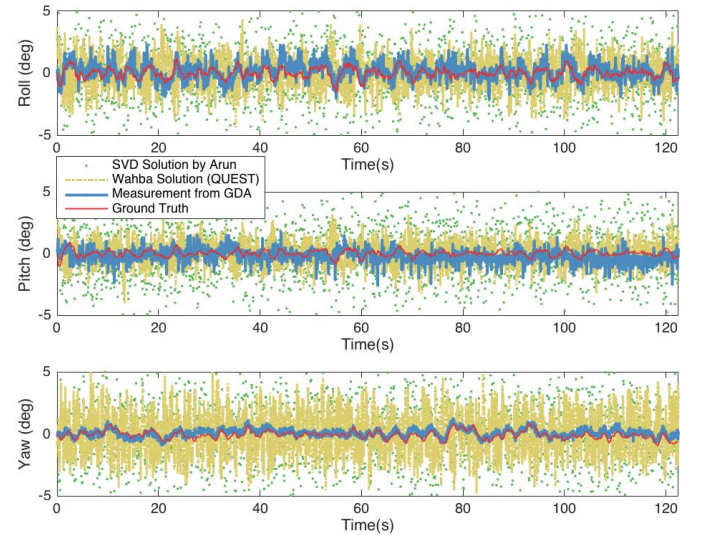 5
0
-5
Roll (deg)
0 20 40 60 80 100 120
Time(s)
SVD Solution by Arun
Wahba Solution (QUEST)
Measurement from GDA
Ground Truth
5
0
-5
Pitch (deg)
0 20 40 60 80 100 120
Time(s)
5
0
-5
Yaw (deg)
0 20 40 60 80 100 120
Time(s)